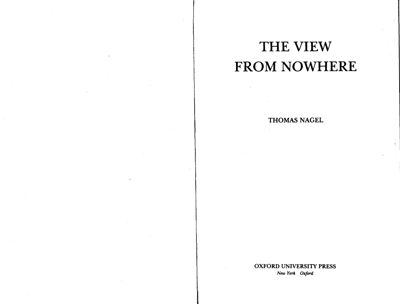 THE VIEW
FROM NOWHERE
THOMAS NAGEL
OXFORD UNIVERSITY PRESS
New York Oxford